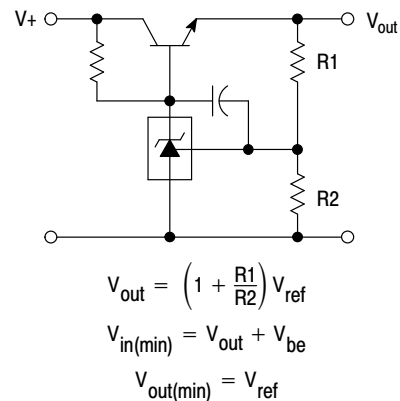 V+
Vout
R1
R2
Vout = (1 + R1/R2) Vref
Vin(min) = Vout + Vbe
Vout(min) = Vref